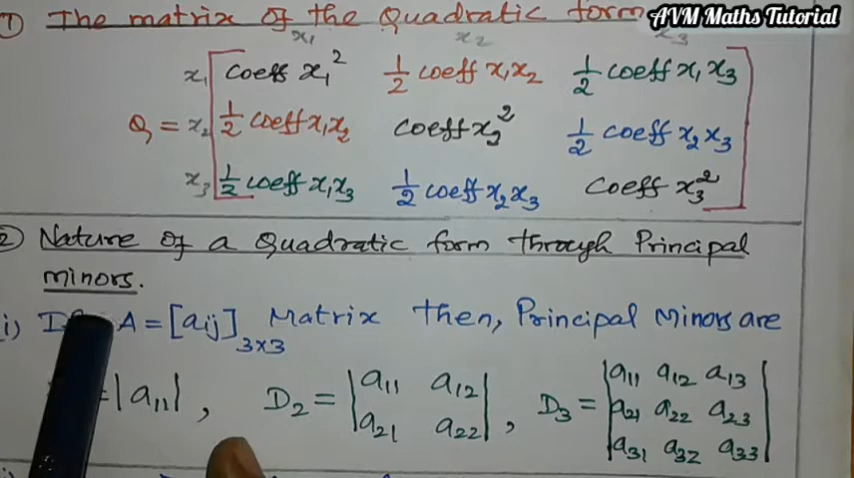 1) The matrix of the Quadratic form
AVM Maths Tutorial
x₁ x₂ x₃
x₁ coeff x₁² ½ coeff x₁x₂ ½ coeff x₁x₃
Q = x₂ ½ coeff x₁x₂ coeff x₂² ½ coeff x₂x₃
x₃ ½ coeff x₁x₃ ½ coeff x₂x₃ coeff x₃²
2) Nature of a Quadratic form through Principal
minors.
i) A = [aij]₃ₓ₃ Matrix then, Principal Minors are
= |a₁₁|, D₂ = |a₁₁ a₁₂| , D₃ = |a₁₁ a₁₂ a₁₃|
|a₂₁ a₂₂| |a₂₁ a₂₂ a₂₃|
|a₃₁ a₃₂ a₃₃|